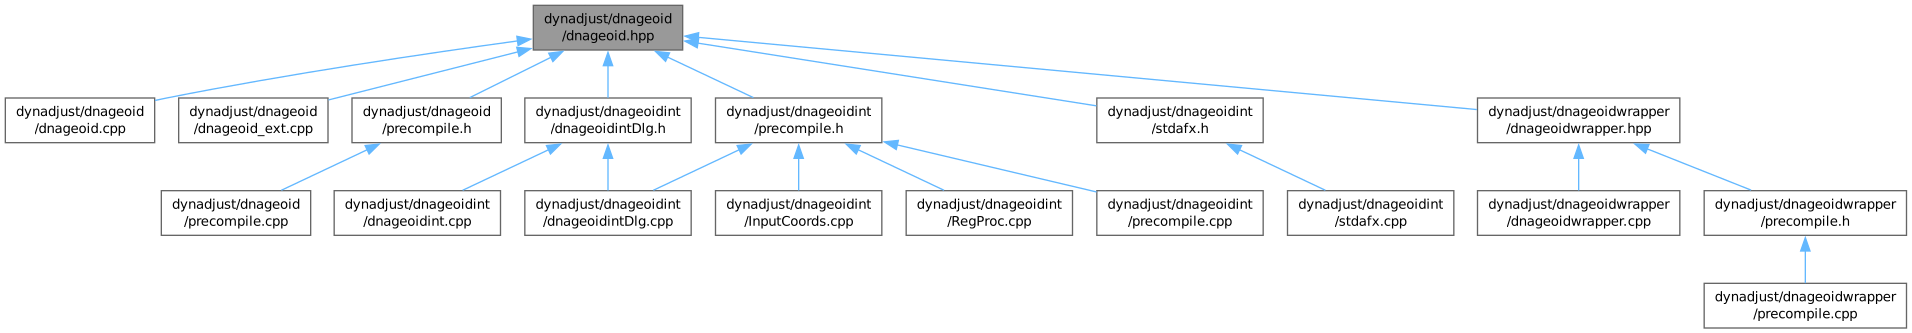 dynadjust/dnageoid
/dnageoid.hpp
dynadjust/dnageoid
/dnageoid.cpp
dynadjust/dnageoid
/dnageoid_ext.cpp
dynadjust/dnageoid
/precompile.h
dynadjust/dnageoidint
/dnageoidintDlg.h
dynadjust/dnageoidint
/precompile.h
dynadjust/dnageoidint
/stdafx.h
dynadjust/dnageoidwrapper
/dnageoidwrapper.hpp
dynadjust/dnageoid
/precompile.cpp
dynadjust/dnageoidint
/dnageoidint.cpp
dynadjust/dnageoidint
/dnageoidintDlg.cpp
dynadjust/dnageoidint
/InputCoords.cpp
dynadjust/dnageoidint
/RegProc.cpp
dynadjust/dnageoidint
/precompile.cpp
dynadjust/dnageoidint
/stdafx.cpp
dynadjust/dnageoidwrapper
/dnageoidwrapper.cpp
dynadjust/dnageoidwrapper
/precompile.h
dynadjust/dnageoidwrapper
/precompile.cpp